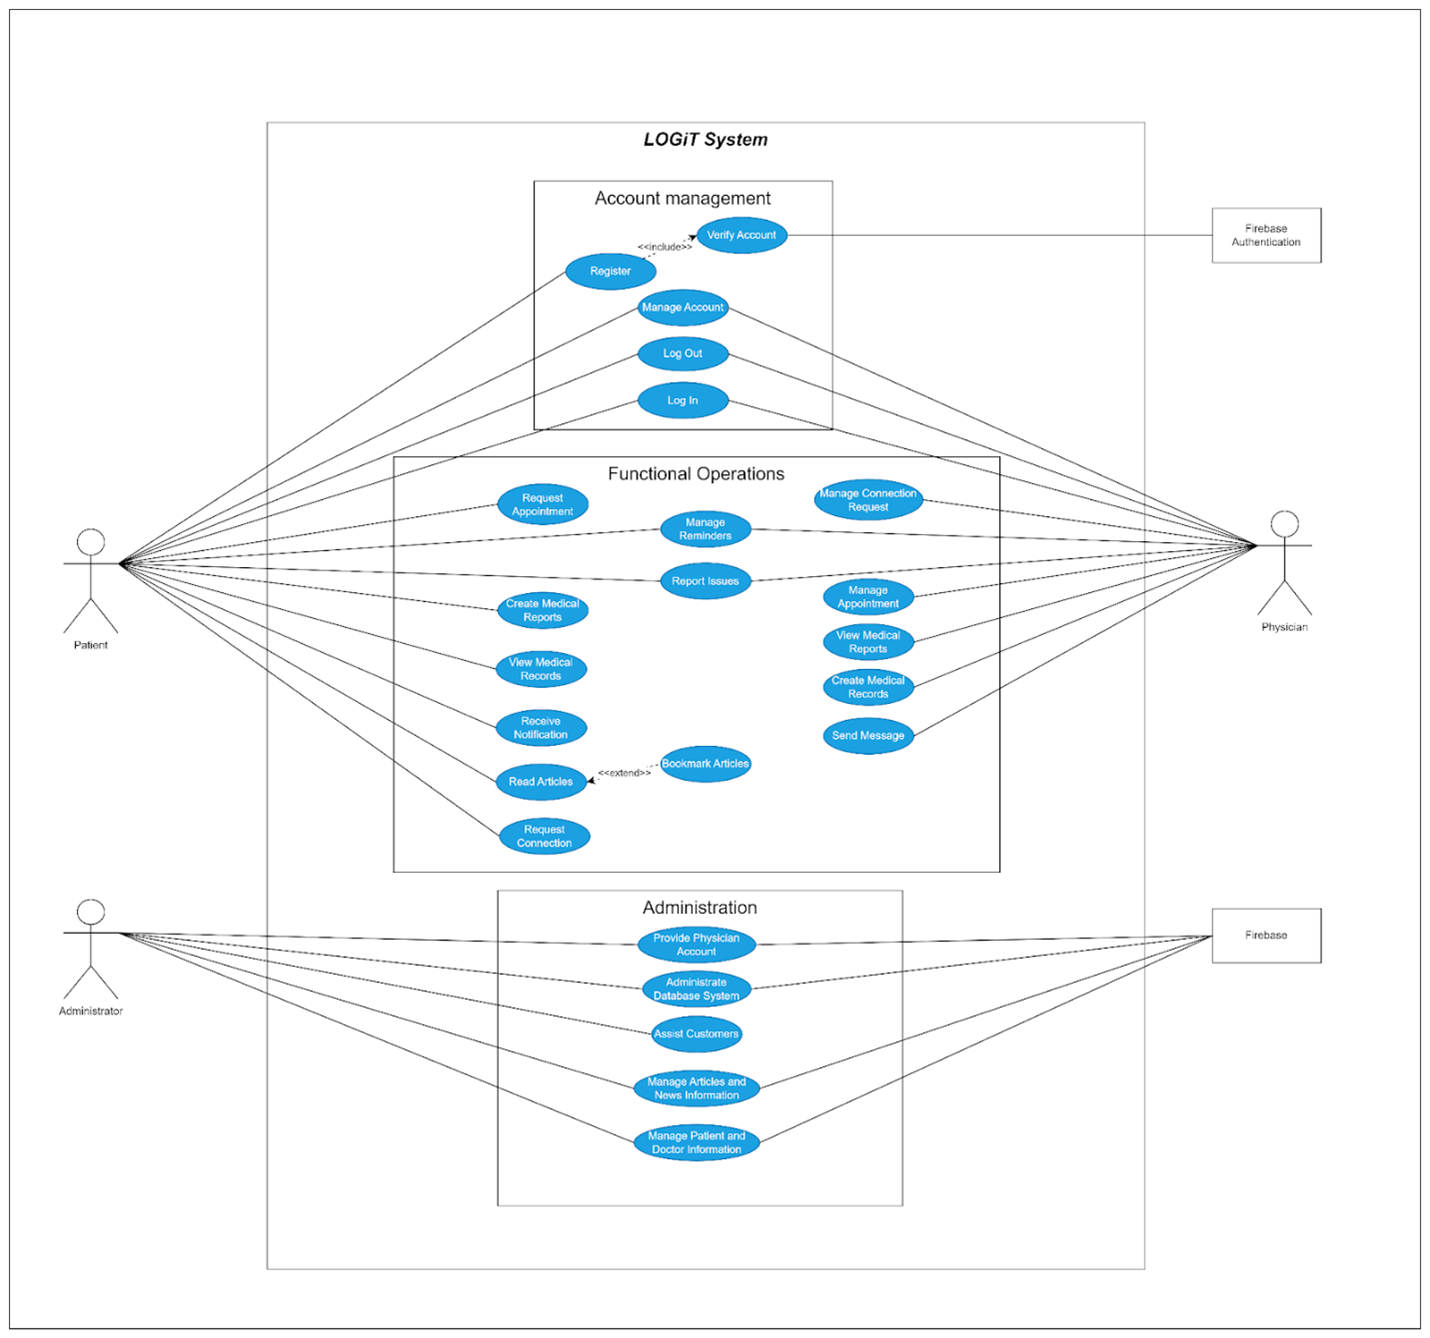 LOGiT System
Account management
Verify Account
<<include>>
Register
Manage Account
Log Out
Log In
Firebase
Authentication
Functional Operations
Request
Appointment
Manage Connection
Request
Manage
Reminders
Report Issues
Create Medical
Reports
Manage
Appointment
View Medical
Reports
View Medical
Records
Create Medical
Records
Receive
Notification
Send Message
Read Articles
<<extend>>
Bookmark Articles
Request
Connection
Patient
Physician
Administration
Provide Physician
Account
Administrate
Database System
Assist Customers
Manage Articles and
News Information
Manage Patient and
Doctor Information
Administrator
Firebase